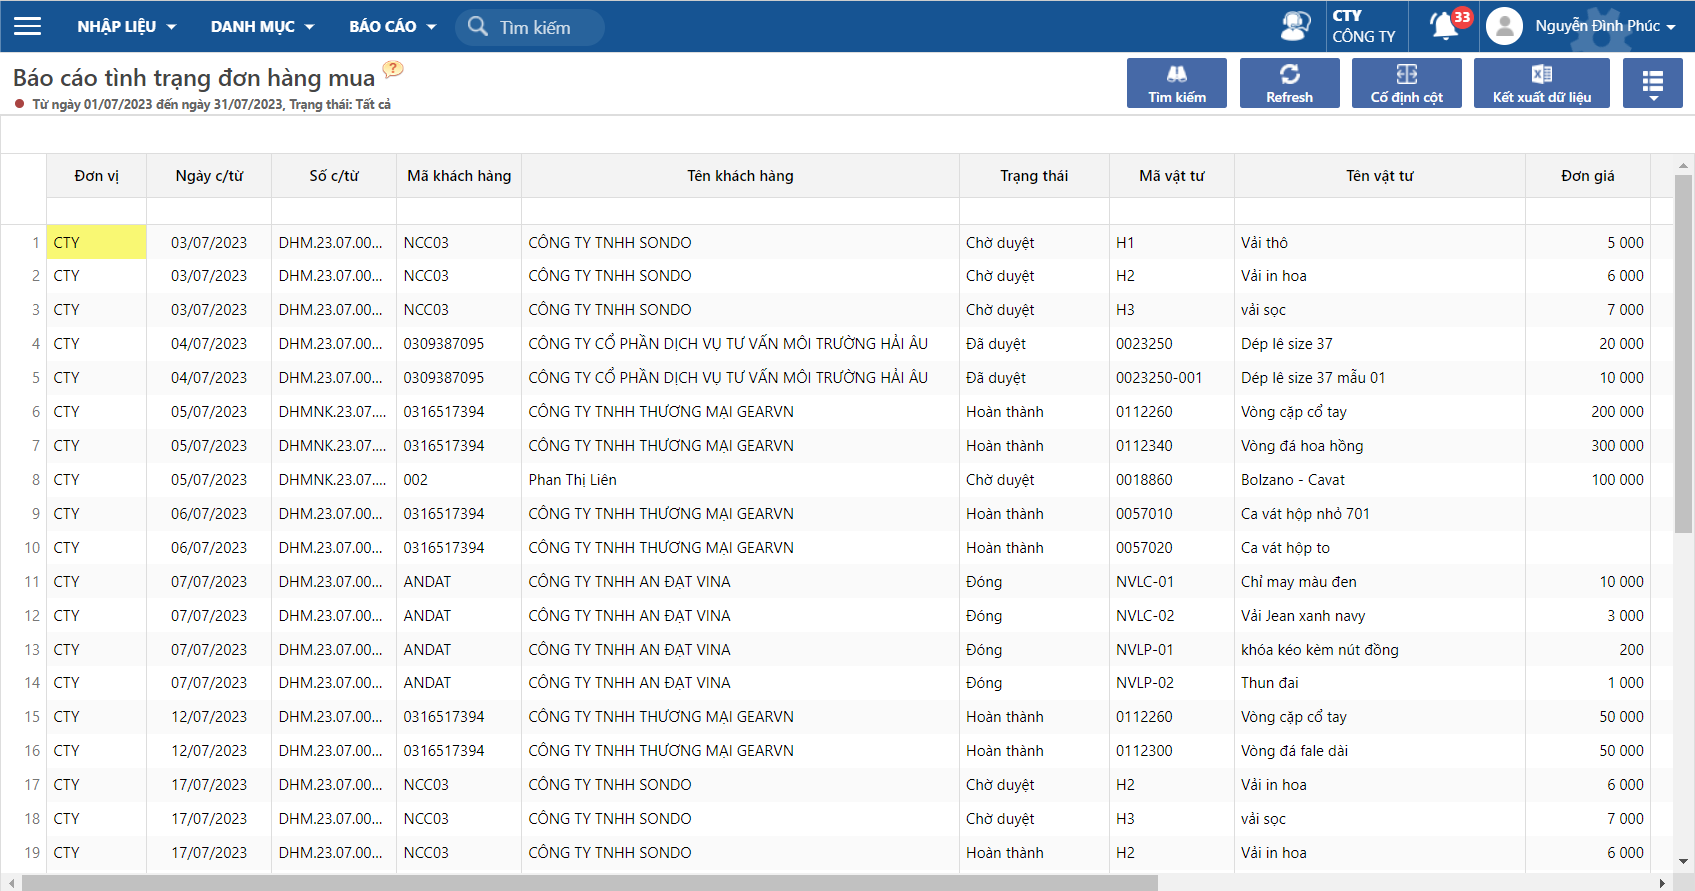 NHẬP LIỆU DANH MỤC BÁO CÁO Tìm kiếm CTY CÔNG TY 33 Nguyễn Đình Phúc
Báo cáo tình trạng đơn hàng mua ?
Từ ngày 01/07/2023 đến ngày 31/07/2023, Trạng thái: Tất cả
Tìm kiếm Refresh Cố định cột Kết xuất dữ liệu
Đơn vị Ngày c/từ Số c/từ Mã khách hàng Tên khách hàng Trạng thái Mã vật tư Tên vật tư Đơn giá
1 CTY 03/07/2023 DHM.23.07.00... NCC03 CÔNG TY TNHH SONDO Chờ duyệt H1 Vải thô 5 000
2 CTY 03/07/2023 DHM.23.07.00... NCC03 CÔNG TY TNHH SONDO Chờ duyệt H2 Vải in hoa 6 000
3 CTY 03/07/2023 DHM.23.07.00... NCC03 CÔNG TY TNHH SONDO Chờ duyệt H3 vải sọc 7 000
4 CTY 04/07/2023 DHM.23.07.00... 0309387095 CÔNG TY CỔ PHẦN DỊCH VỤ TƯ VẤN MÔI TRƯỜNG HẢI ÂU Đã duyệt 0023250 Dép lê size 37 20 000
5 CTY 04/07/2023 DHM.23.07.00... 0309387095 CÔNG TY CỔ PHẦN DỊCH VỤ TƯ VẤN MÔI TRƯỜNG HẢI ÂU Đã duyệt 0023250-001 Dép lê size 37 mẫu 01 10 000
6 CTY 05/07/2023 DHMNK.23.07.... 0316517394 CÔNG TY TNHH THƯƠNG MẠI GEARVN Hoàn thành 0112260 Vòng cặp cổ tay 200 000
7 CTY 05/07/2023 DHMNK.23.07.... 0316517394 CÔNG TY TNHH THƯƠNG MẠI GEARVN Hoàn thành 0112340 Vòng đá hoa hồng 300 000
8 CTY 05/07/2023 DHMNK.23.07.... 002 Phan Thị Liên Chờ duyệt 0018860 Bolzano - Cavat 100 000
9 CTY 06/07/2023 DHM.23.07.00... 0316517394 CÔNG TY TNHH THƯƠNG MẠI GEARVN Hoàn thành 0057010 Ca vát hộp nhỏ 701
10 CTY 06/07/2023 DHM.23.07.00... 0316517394 CÔNG TY TNHH THƯƠNG MẠI GEARVN Hoàn thành 0057020 Ca vát hộp to
11 CTY 07/07/2023 DHM.23.07.00... ANDAT CÔNG TY TNHH AN ĐẠT VINA Đóng NVLC-01 Chỉ may màu đen 10 000
12 CTY 07/07/2023 DHM.23.07.00... ANDAT CÔNG TY TNHH AN ĐẠT VINA Đóng NVLC-02 Vải Jean xanh navy 3 000
13 CTY 07/07/2023 DHM.23.07.00... ANDAT CÔNG TY TNHH AN ĐẠT VINA Đóng NVLP-01 khóa kéo kèm nút đồng 200
14 CTY 07/07/2023 DHM.23.07.00... ANDAT CÔNG TY TNHH AN ĐẠT VINA Đóng NVLP-02 Thun đai 1 000
15 CTY 12/07/2023 DHM.23.07.00... 0316517394 CÔNG TY TNHH THƯƠNG MẠI GEARVN Hoàn thành 0112260 Vòng cặp cổ tay 50 000
16 CTY 12/07/2023 DHM.23.07.00... 0316517394 CÔNG TY TNHH THƯƠNG MẠI GEARVN Hoàn thành 0112300 Vòng đá fale dài 50 000
17 CTY 17/07/2023 DHM.23.07.00... NCC03 CÔNG TY TNHH SONDO Chờ duyệt H2 Vải in hoa 6 000
18 CTY 17/07/2023 DHM.23.07.00... NCC03 CÔNG TY TNHH SONDO Chờ duyệt H3 vải sọc 7 000
19 CTY 17/07/2023 DHM.23.07.00... NCC03 CÔNG TY TNHH SONDO Hoàn thành H2 Vải in hoa 6 000